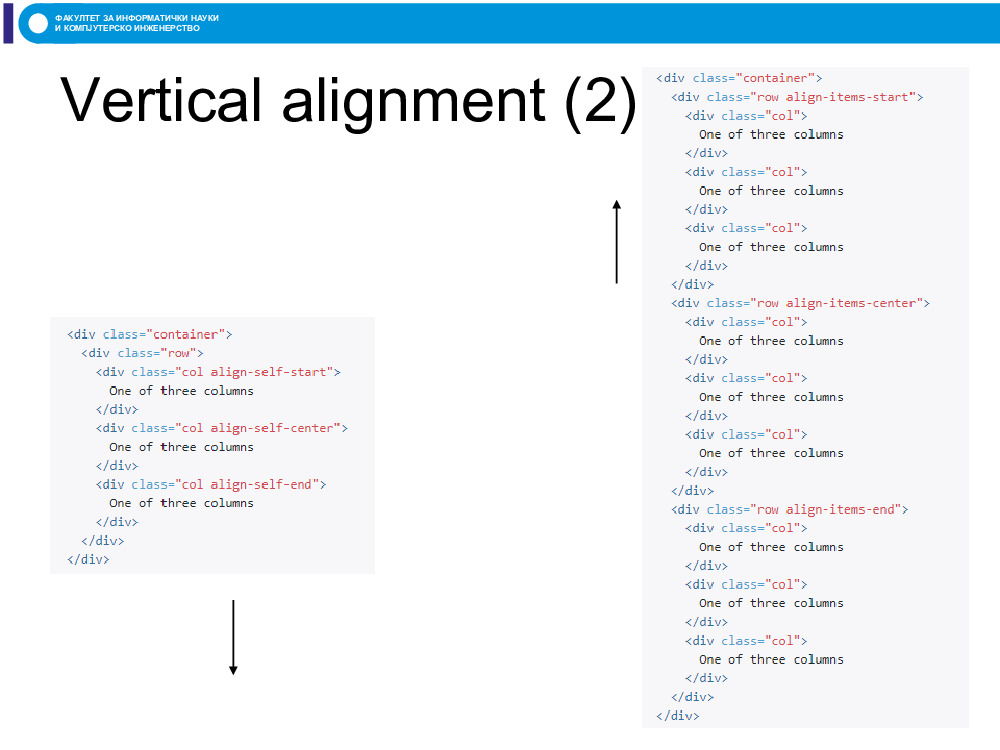 ФАКУЛТЕТ ЗА ИНФОРМАТИЧКИ НАУКИ
И КОМПЈУТЕРСКО ИНЖЕНЕРСТВО
Vertical alignment (2)
<div class="container">
  <div class="row">
    <div class="col align-self-start">
      One of three columns
    </div>
    <div class="col align-self-center">
      One of three columns
    </div>
    <div class="col align-self-end">
      One of three columns
    </div>
  </div>
</div>
<div class="container">
  <div class="row align-items-start">
    <div class="col">
      One of three columns
    </div>
    <div class="col">
      One of three columns
    </div>
    <div class="col">
      One of three columns
    </div>
  </div>
  <div class="row align-items-center">
    <div class="col">
      One of three columns
    </div>
    <div class="col">
      One of three columns
    </div>
    <div class="col">
      One of three columns
    </div>
  </div>
  <div class="row align-items-end">
    <div class="col">
      One of three columns
    </div>
    <div class="col">
      One of three columns
    </div>
    <div class="col">
      One of three columns
    </div>
  </div>
</div>